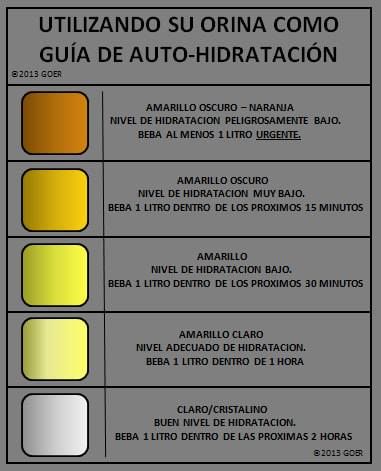 UTILIZANDO SU ORINA COMO
GUÍA DE AUTO-HIDRATACIÓN
©2013 GOER
AMARILLO OSCURO – NARANJA
NIVEL DE HIDRATACION PELIGROSAMENTE BAJO.
BEBA AL MENOS 1 LITRO URGENTE.
AMARILLO OSCURO
NIVEL DE HIDRATACION MUY BAJO.
BEBA 1 LITRO DENTRO DE LOS PROXIMOS 15 MINUTOS
AMARILLO
NIVEL DE HIDRATACION BAJO.
BEBA 1 LITRO DENTRO DE LOS PROXIMOS 30 MINUTOS
AMARILLO CLARO
NIVEL ADECUADO DE HIDRATACION.
BEBA 1 LITRO DENTRO DE 1 HORA
CLARO/CRISTALINO
BUEN NIVEL DE HIDRATACION.
BEBA 1 LITRO DENTRO DE LAS PROXIMAS 2 HORAS
©2013 GOER